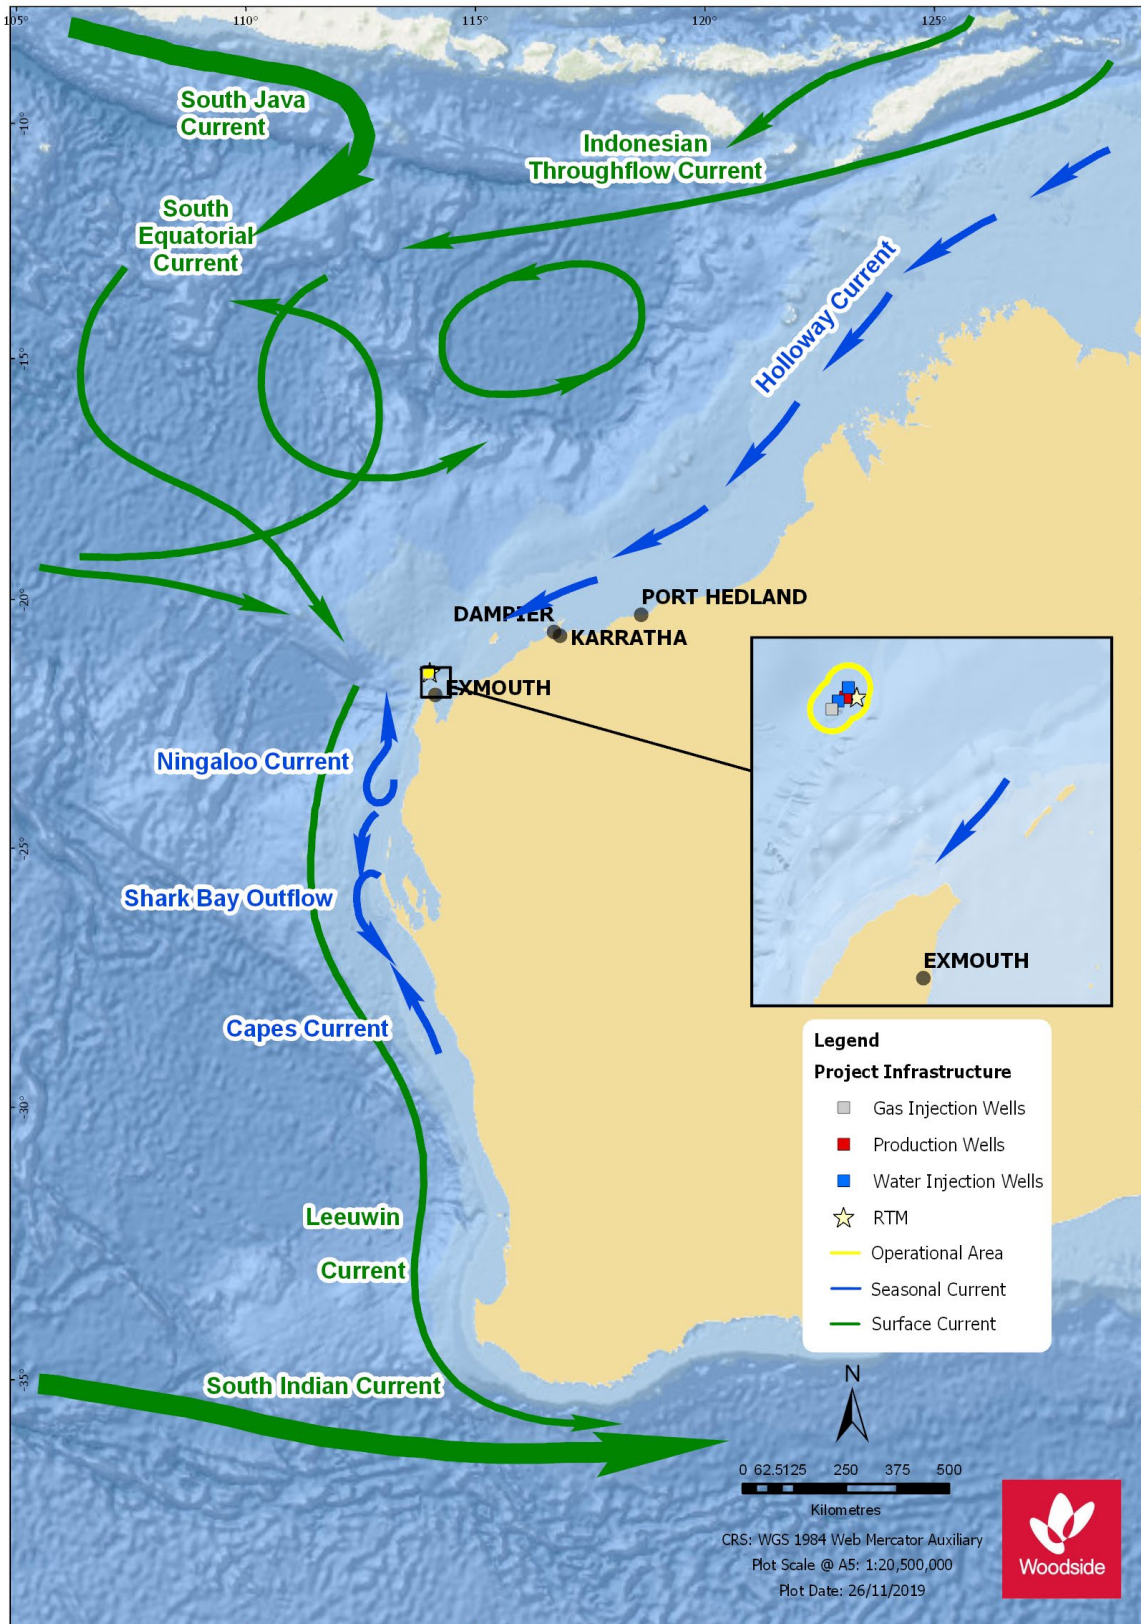 105°
110°
115°
120°
125°
-10°
-15°
-20°
-25°
-30°
-35°
South Java
Current
Indonesian
Throughflow Current
South
Equatorial
Current
Holloway Current
PORT HEDLAND
DAMPIER
KARRATHA
EXMOUTH
Ningaloo Current
Shark Bay Outflow
EXMOUTH
Capes Current
Leeuwin
Current
South Indian Current
Legend
Project Infrastructure
Gas Injection Wells
Production Wells
Water Injection Wells
RTM
Operational Area
Seasonal Current
Surface Current
N
0 62.5125 250 375 500
Kilometres
CRS: WGS 1984 Web Mercator Auxiliary
Plot Scale @ A5: 1:20,500,000
Plot Date: 26/11/2019
Woodside